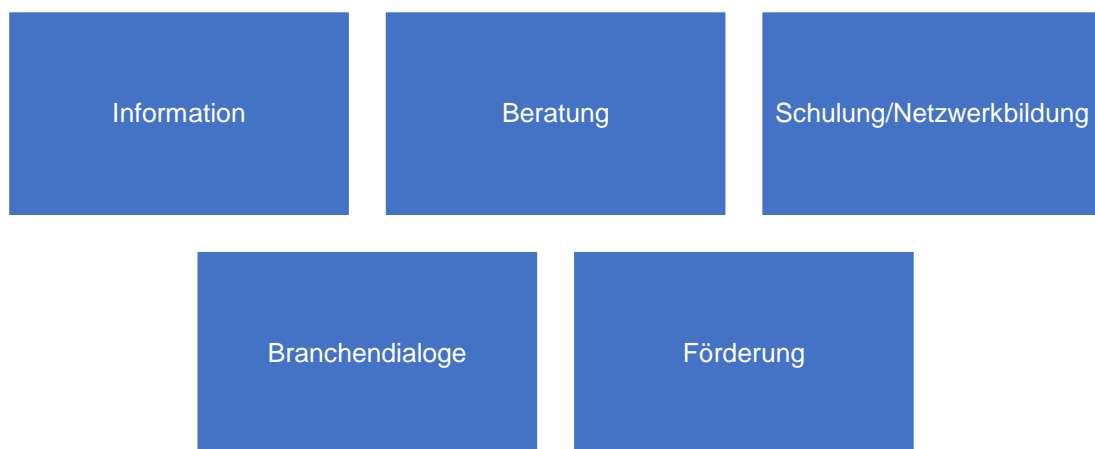 Information
Beratung
Schulung/Netzwerkbildung
Branchendialoge
Förderung